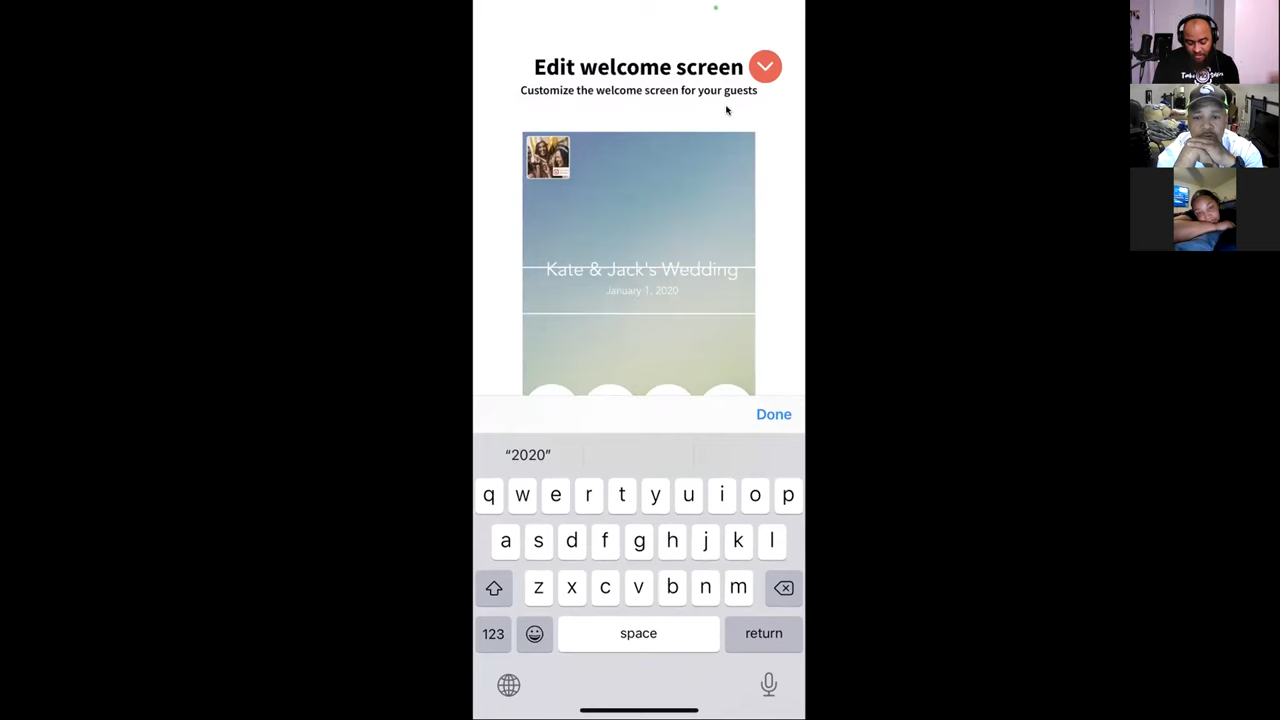 Edit welcome screen
Customize the welcome screen for your guests
Kate & Jack's Wedding
January 1, 2020
Done
“2020”
q w e r t y u i o p
a s d f g h j k l
z x c v b n m
123 space return